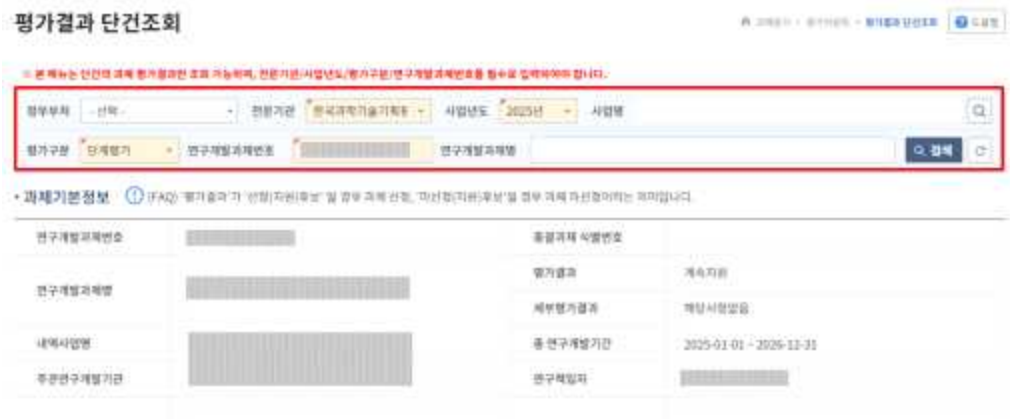 평가결과 단건조회
평가결과 단건조회 도움말
※ 본 메뉴는 단건의 과제 평가결과만 조회 가능하며, 전문기관/사업년도/평가구분/연구개발과제번호를 필수로 입력하여야 합니다.
정부부처 - 선택 - 전문기관 한국과학기술기획평 사업년도 2025년 사업명
평가구분 단계평가 연구개발과제번호 연구개발과제명 검색
• 과제기본정보 (FAQ) '평가결과'가 '선정(지원)후보' 일 경우 과제 선정, '미선정(지원)후보'일 경우 과제 미선정이라는 의미입니다.
연구개발과제번호 통합과제 식별번호
연구개발과제명 평가결과 계속지원
세부평가결과 해당사항없음
내역사업명 총 연구개발기간 2025-01-01 ~ 2026-12-31
주관연구개발기관 연구책임자